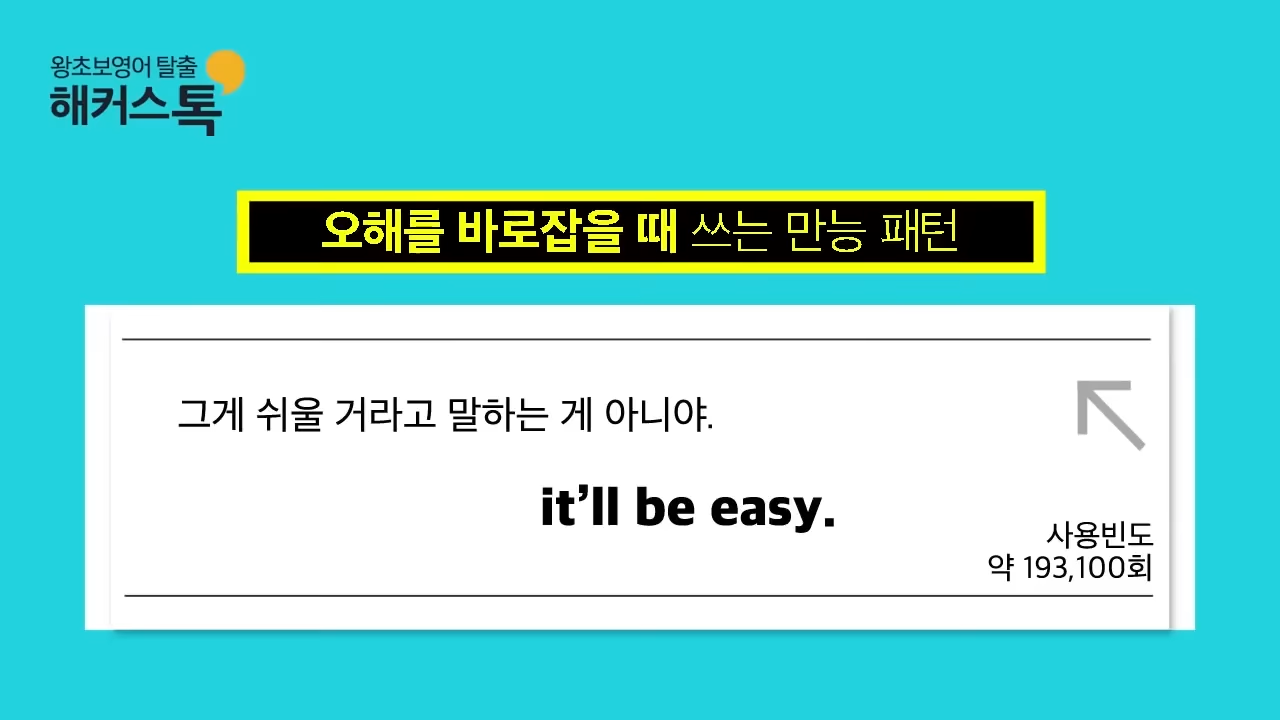 왕초보영어 탈출
해커스톡
오해를 바로잡을 때 쓰는 만능 패턴
그게 쉬울 거라고 말하는 게 아니야.
it’ll be easy.
사용빈도
약 193,100회